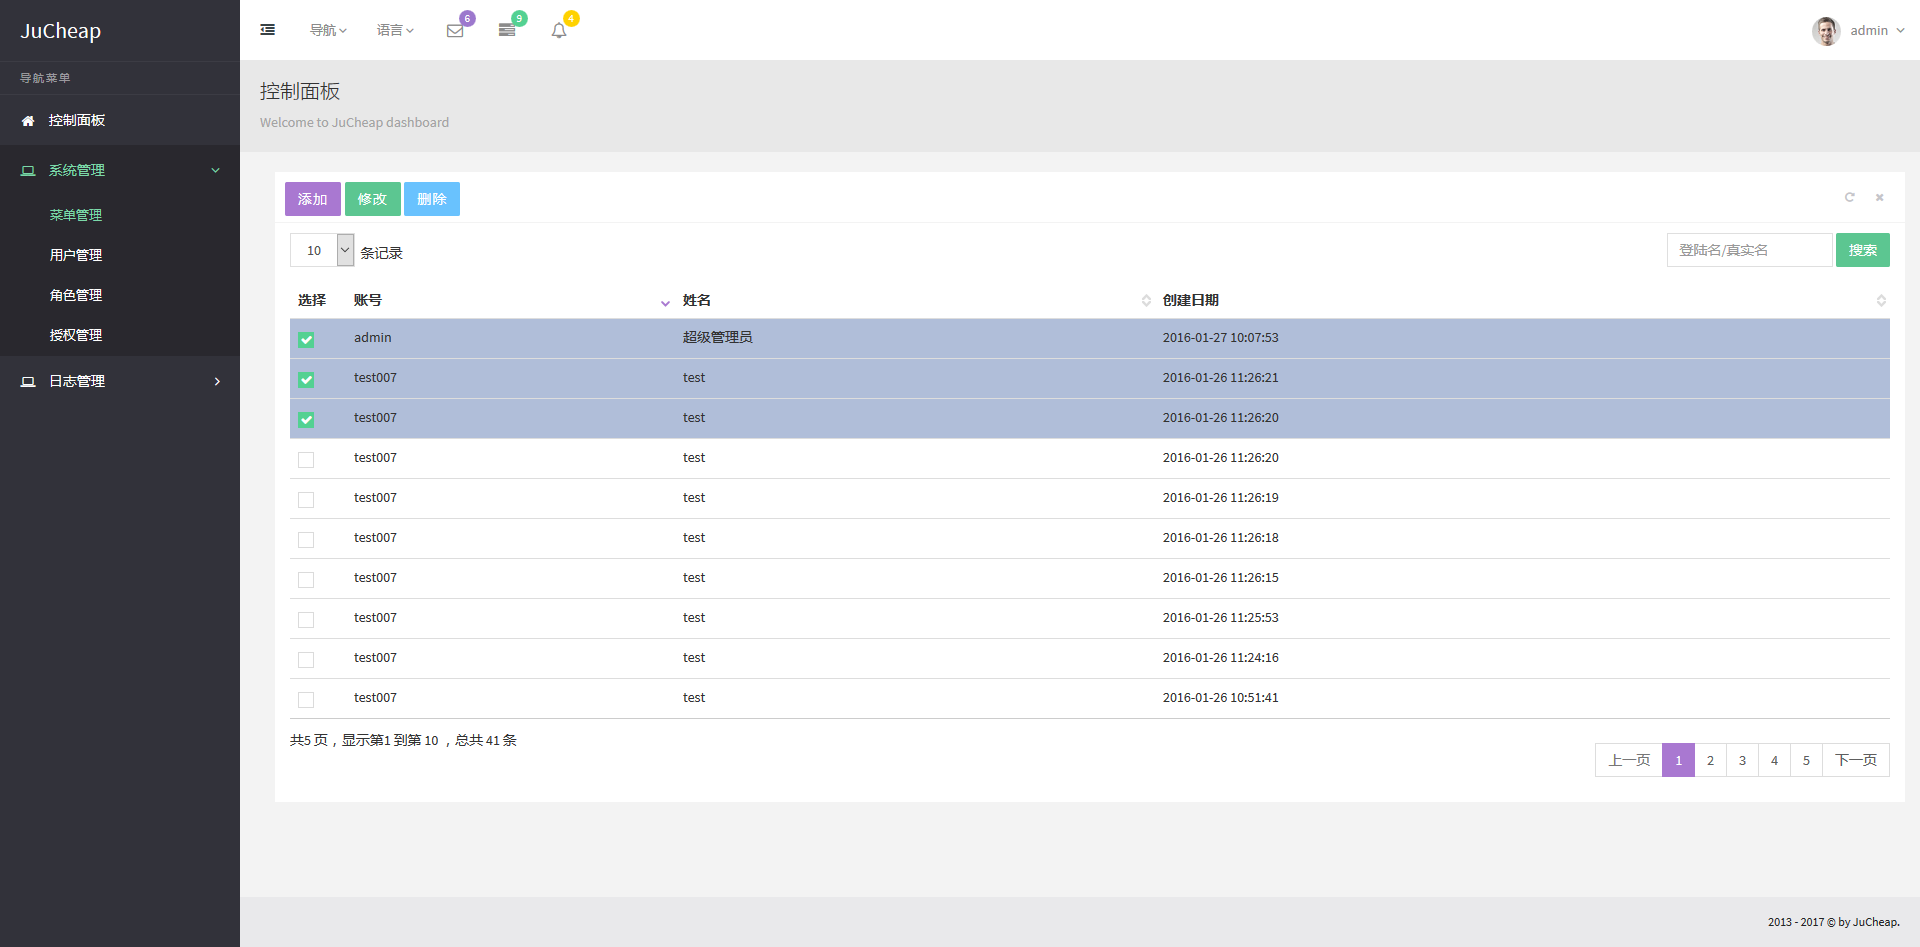 JuCheap
导航 语言 6 9 4 admin
导航菜单
控制面板
系统管理
菜单管理
用户管理
角色管理
授权管理
日志管理
控制面板
Welcome to JuCheap dashboard
添加 修改 删除
10 条记录 登陆名/真实名 搜索
选择 账号 姓名 创建日期
admin 超级管理员 2016-01-27 10:07:53
test007 test 2016-01-26 11:26:21
test007 test 2016-01-26 11:26:20
test007 test 2016-01-26 11:26:20
test007 test 2016-01-26 11:26:19
test007 test 2016-01-26 11:26:18
test007 test 2016-01-26 11:26:15
test007 test 2016-01-26 11:25:53
test007 test 2016-01-26 11:24:16
test007 test 2016-01-26 10:51:41
共5 页，显示第1 到第 10 ，总共 41 条
上一页 1 2 3 4 5 下一页
2013 - 2017 © by JuCheap.